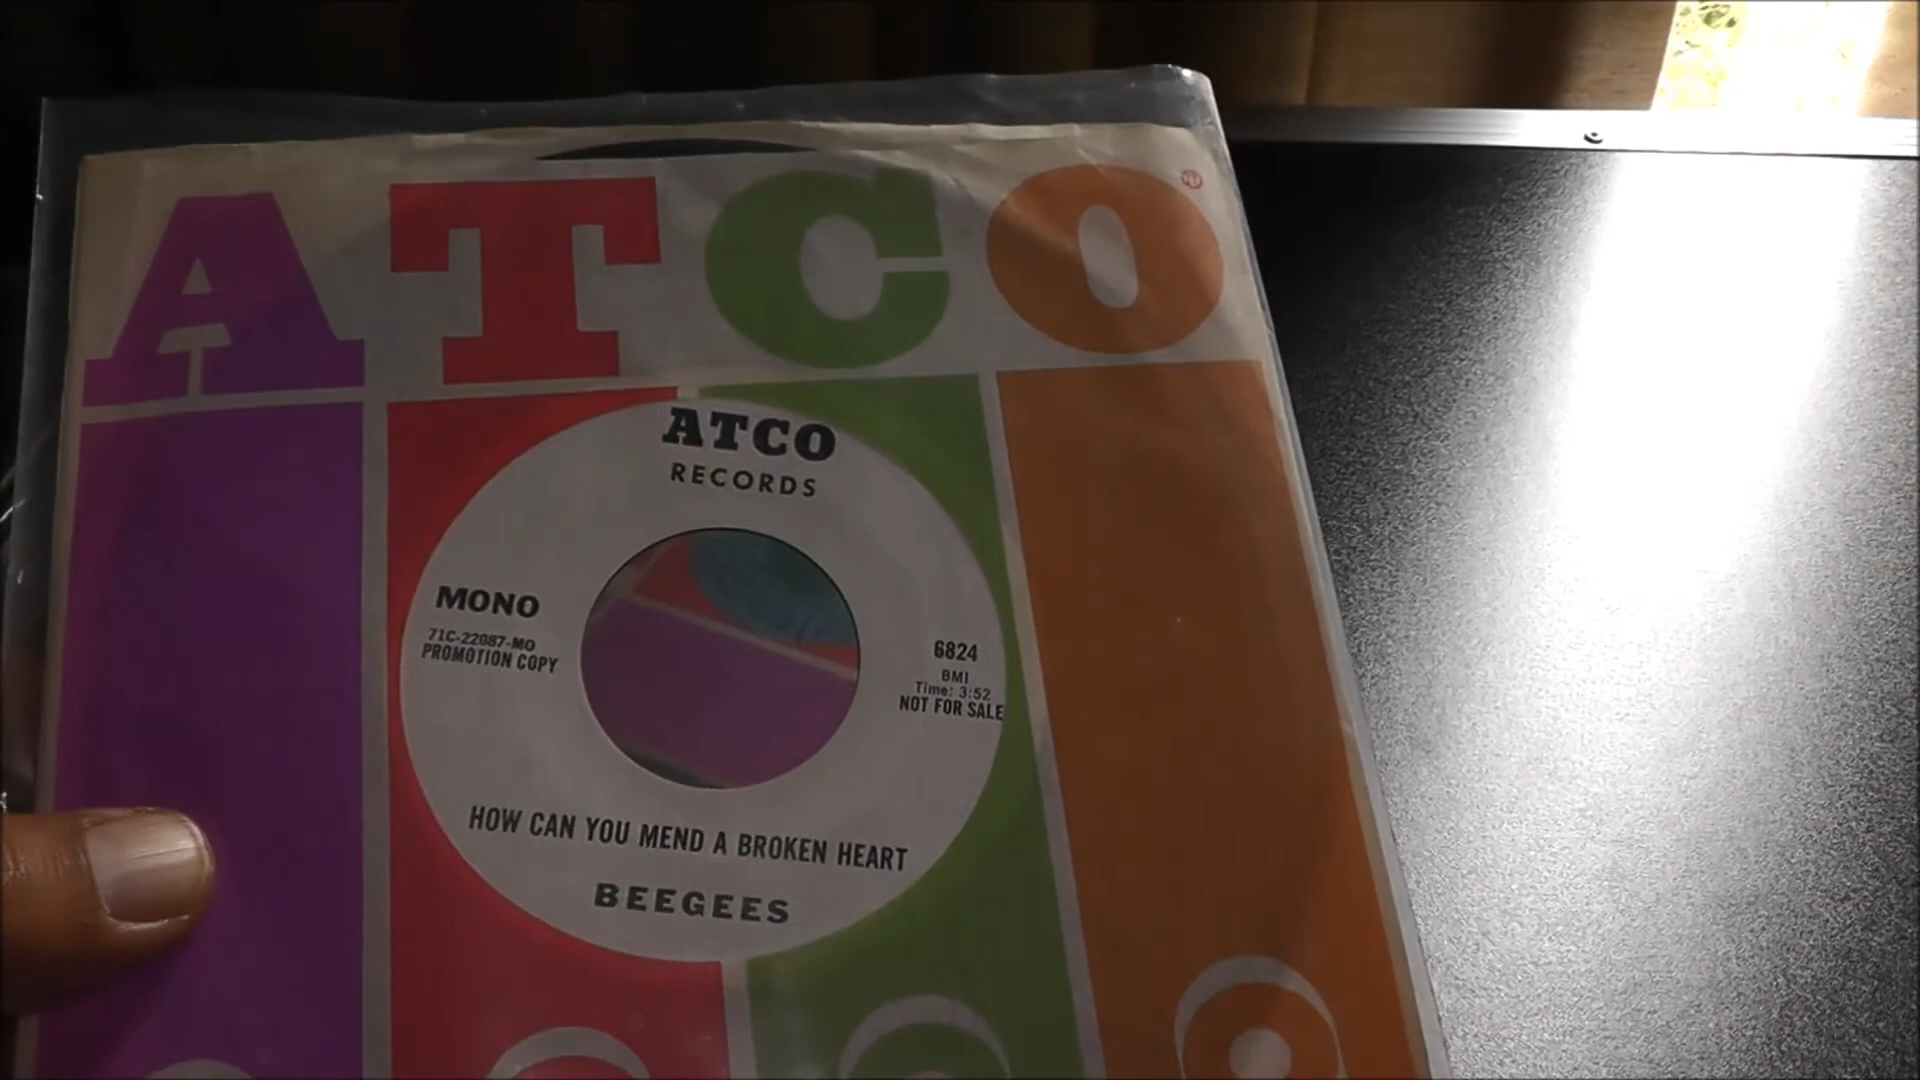 ATCO
ATCO
RECORDS
MONO
71C-22087-MO
PROMOTION COPY
6824
BMI
Time: 3:52
NOT FOR SALE
HOW CAN YOU MEND A BROKEN HEART
BEEGEES